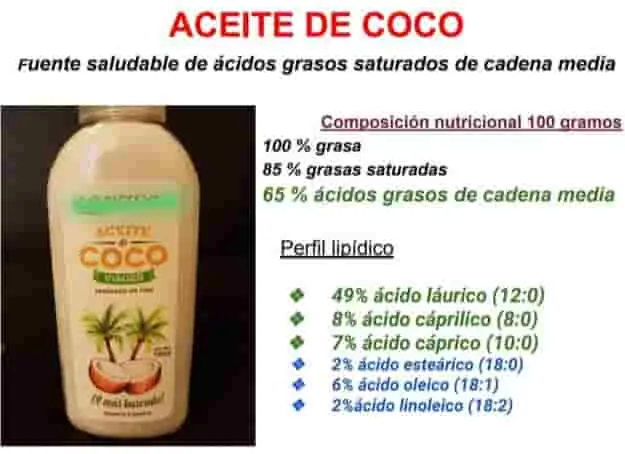 ACEITE DE COCO
Fuente saludable de ácidos grasos saturados de cadena media
Composición nutricional 100 gramos
100 % grasa
85 % grasas saturadas
65 % ácidos grasos de cadena media
Perfil lipídico
49% ácido láurico (12:0)
8% ácido cáprilico (8:0)
7% ácido cáprico (10:0)
2% ácido esteárico (18:0)
6% ácido oleico (18:1)
2%ácido linoleico (18:2)
ACEITE
de
COCO